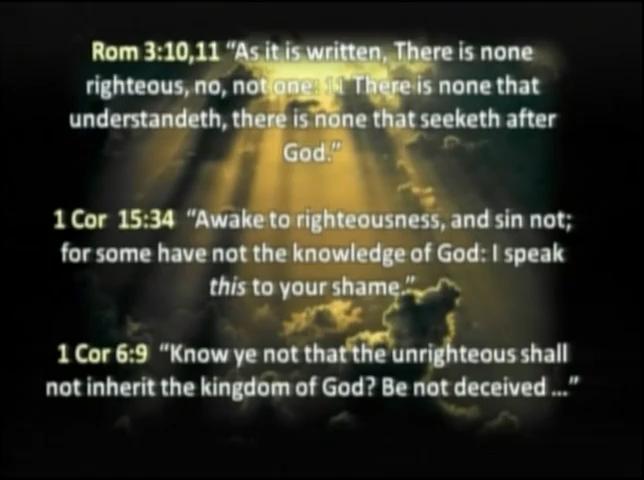 Rom 3:10,11 “As it is written, There is none
righteous, no, not one: 11 There is none that
understandeth, there is none that seeketh after
God.”
1 Cor 15:34 “Awake to righteousness, and sin not;
for some have not the knowledge of God: I speak
this to your shame.”
1 Cor 6:9 “Know ye not that the unrighteous shall
not inherit the kingdom of God? Be not deceived ...”